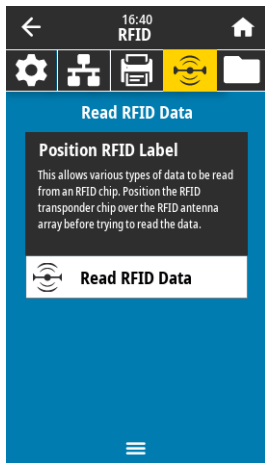 16:40
RFID
Read RFID Data
Position RFID Label
This allows various types of data to be read
from an RFID chip. Position the RFID
transponder chip over the RFID antenna
array before trying to read the data.
Read RFID Data